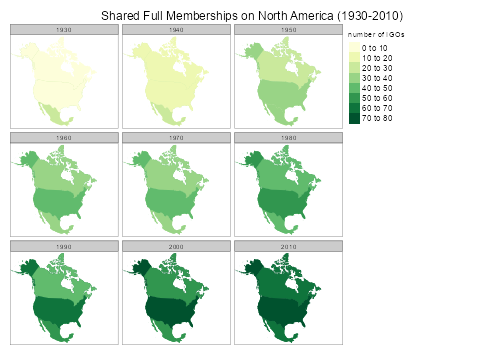 Shared Full Memberships on North America (1930-2010)
number of IGOs
0 to 10
10 to 20
20 to 30
30 to 40
40 to 50
50 to 60
60 to 70
70 to 80
1930 1940 1950
1960 1970 1980
1990 2000 2010